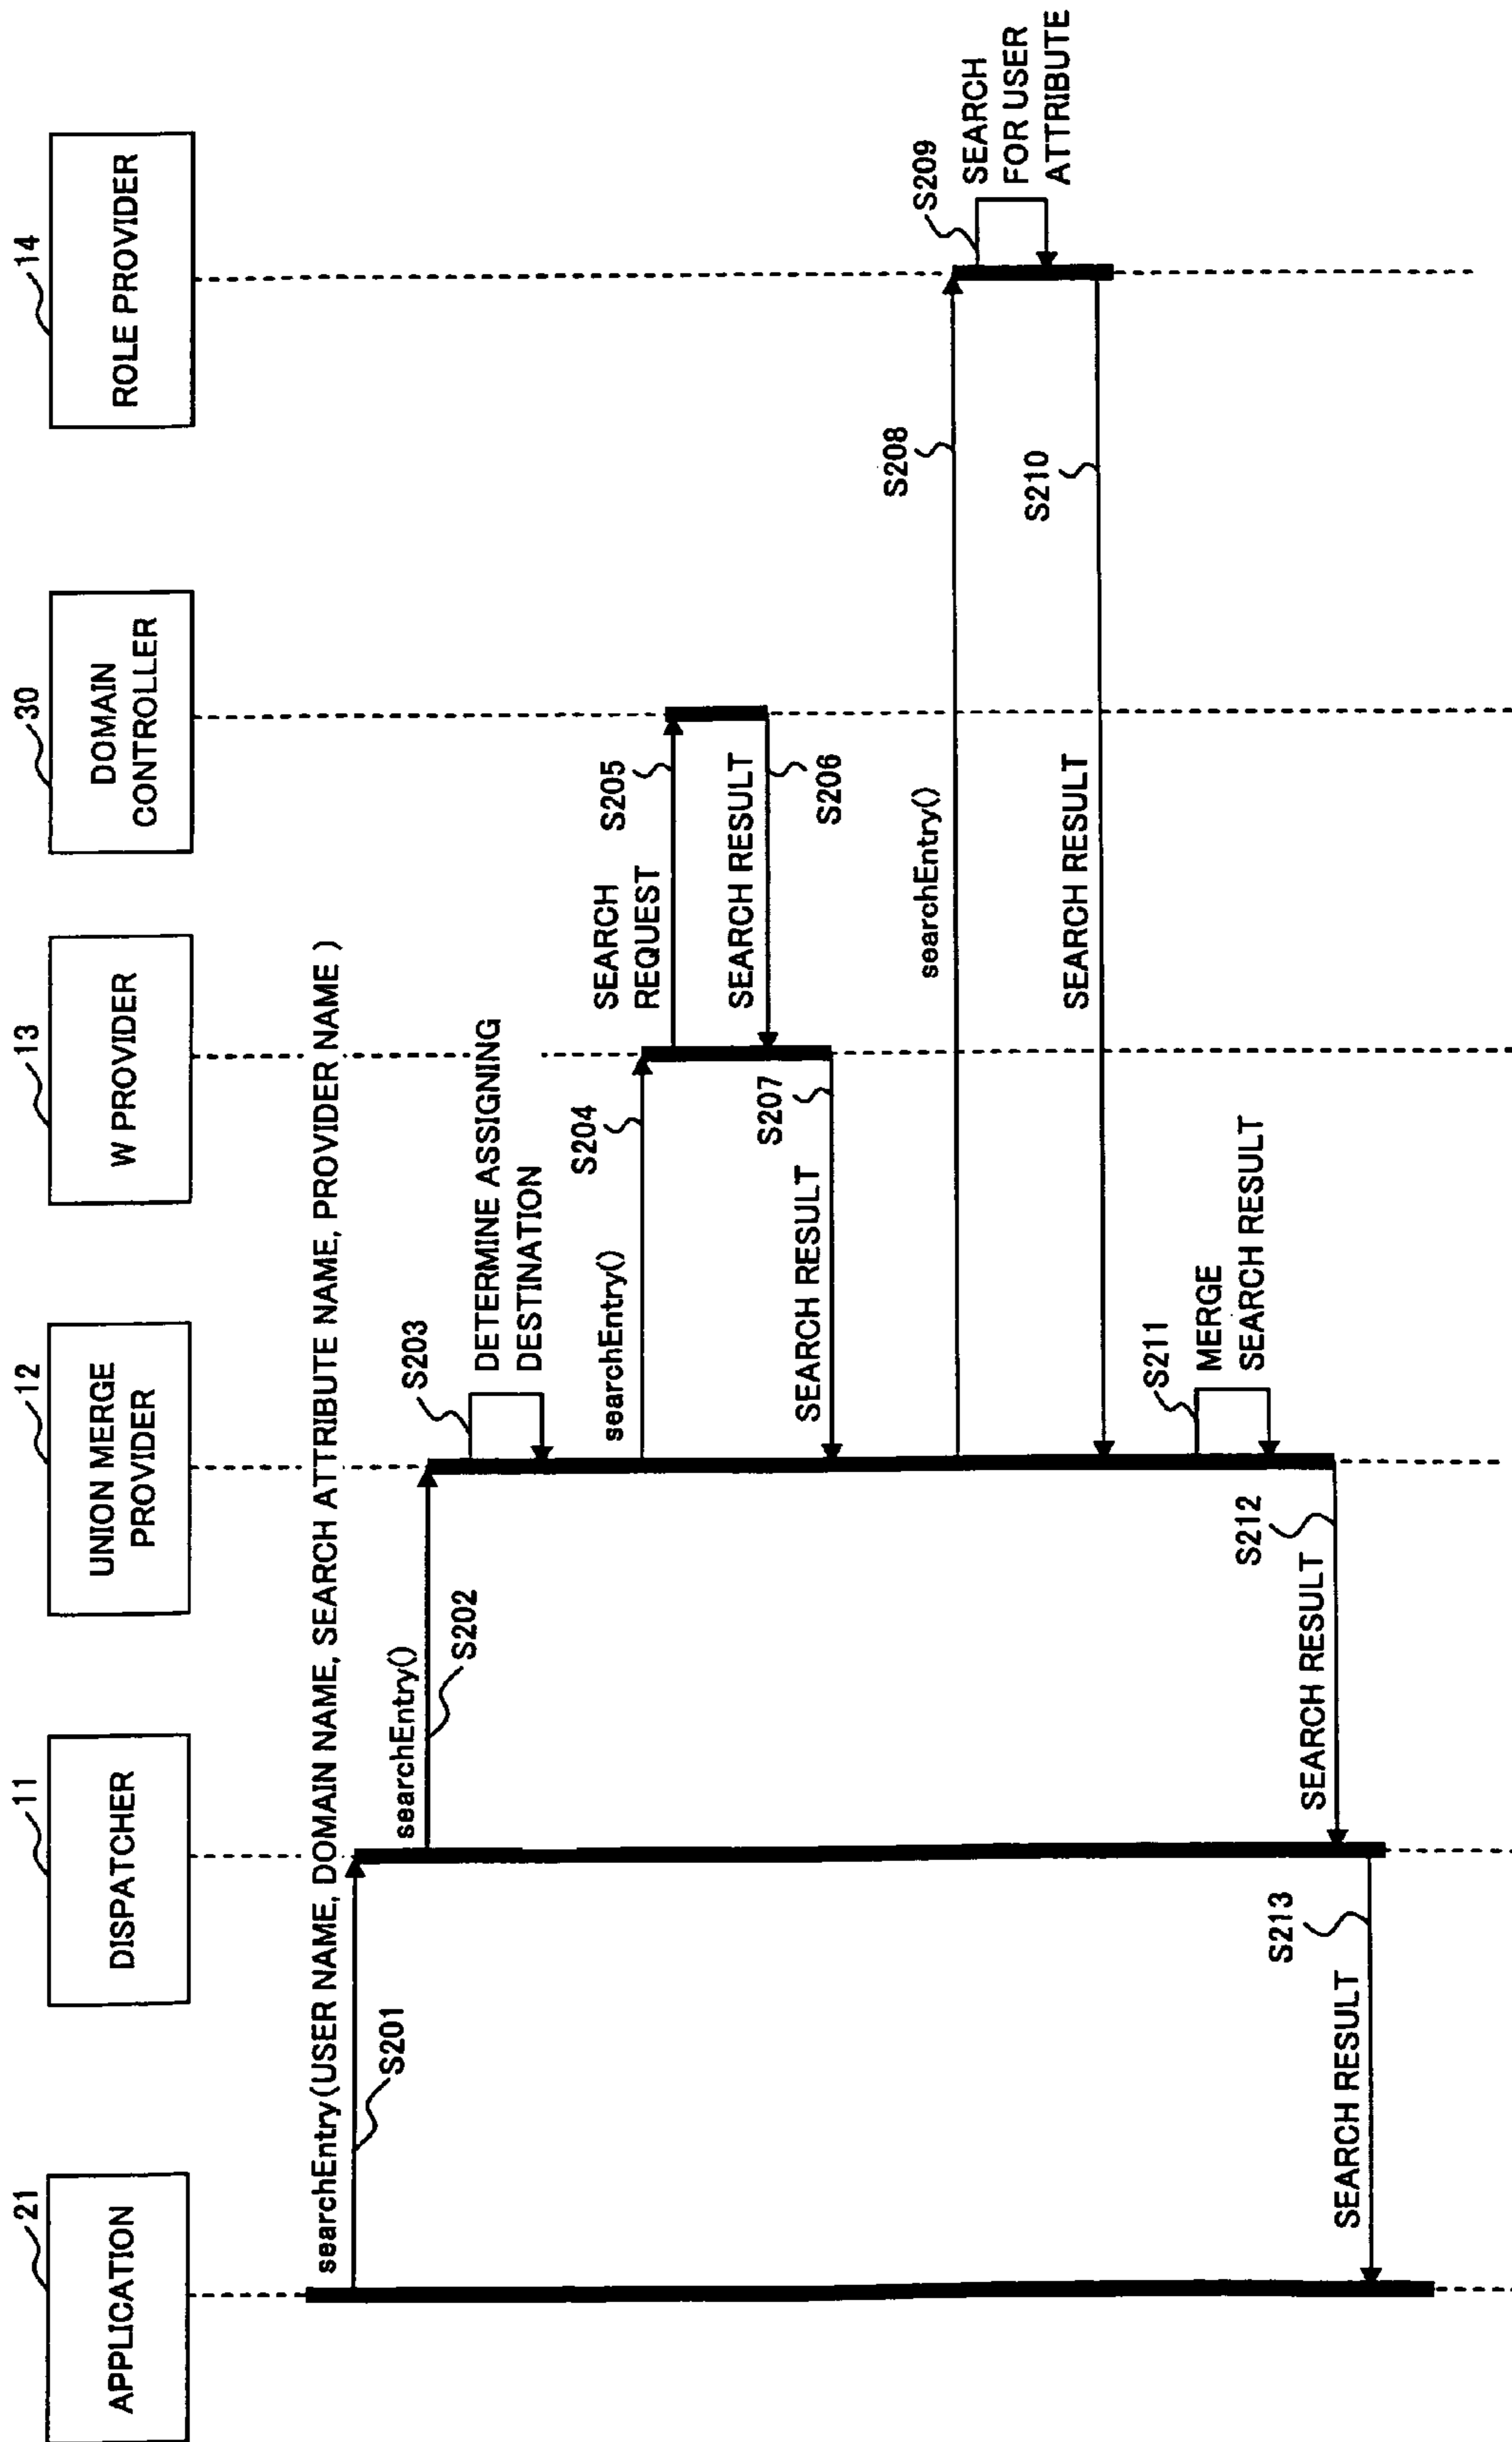 21
APPLICATION
11
DISPATCHER
12
UNION MERGE
PROVIDER
13
W PROVIDER
30
DOMAIN
CONTROLLER
14
ROLE PROVIDER
searchEntry(USER NAME, DOMAIN NAME, SEARCH ATTRIBUTE NAME, PROVIDER NAME )
S201
searchEntry()
S202
S203
DETERMINE ASSIGNING
DESTINATION
searchEntry()
S204
SEARCH
REQUEST
S205
SEARCH RESULT
S206
SEARCH RESULT
S207
searchEntry()
S208
S209
SEARCH
FOR USER
ATTRIBUTE
SEARCH RESULT
S210
S211
MERGE
SEARCH RESULT
SEARCH RESULT
S212
SEARCH RESULT
S213